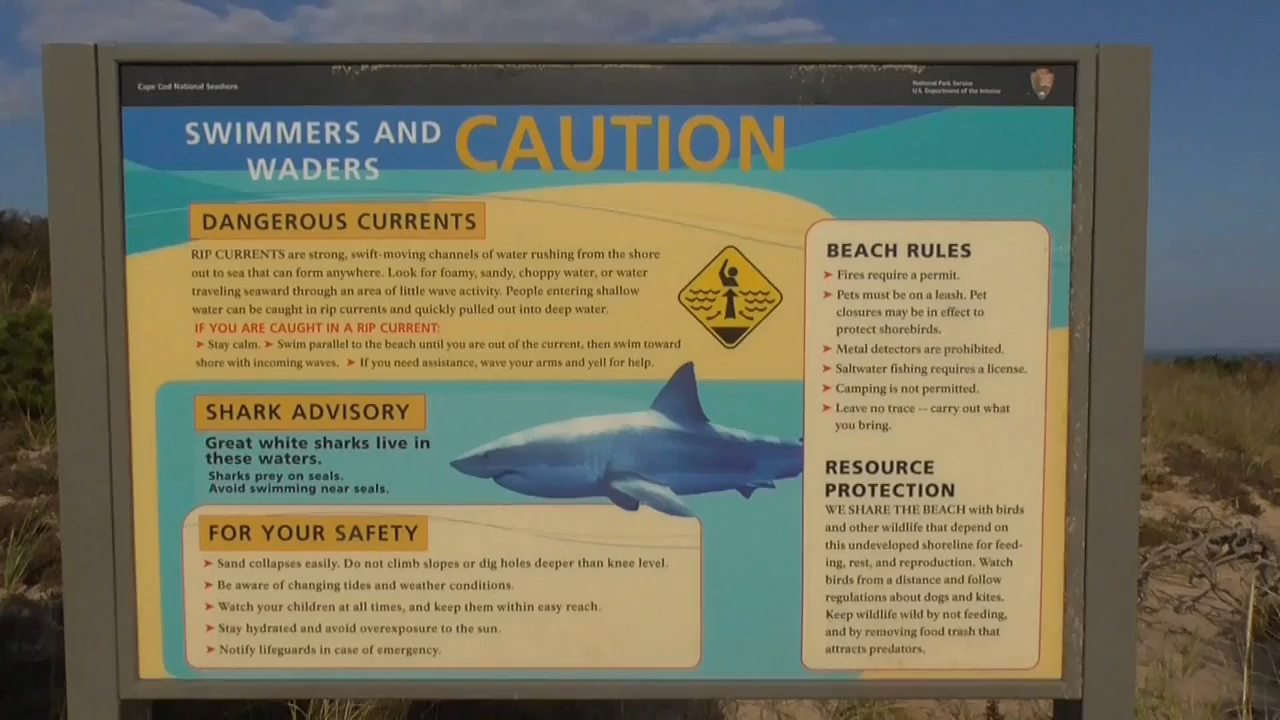 Cape Cod National Seashore
National Park Service
U.S. Department of the Interior
SWIMMERS AND
WADERS
CAUTION
DANGEROUS CURRENTS
RIP CURRENTS are strong, swift-moving channels of water rushing from the shore
out to sea that can form anywhere. Look for foamy, sandy, choppy water, or water
traveling seaward through an area of little wave activity. People entering shallow
water can be caught in rip currents and quickly pulled out into deep water.
IF YOU ARE CAUGHT IN A RIP CURRENT:
➤ Stay calm. ➤ Swim parallel to the beach until you are out of the current, then swim toward
shore with incoming waves. ➤ If you need assistance, wave your arms and yell for help.
SHARK ADVISORY
Great white sharks live in
these waters.
Sharks prey on seals.
Avoid swimming near seals.
FOR YOUR SAFETY
➤ Sand collapses easily. Do not climb slopes or dig holes deeper than knee level.
➤ Be aware of changing tides and weather conditions.
➤ Watch your children at all times, and keep them within easy reach.
➤ Stay hydrated and avoid overexposure to the sun.
➤ Notify lifeguards in case of emergency.
BEACH RULES
➤ Fires require a permit.
➤ Pets must be on a leash. Pet
closures may be in effect to
protect shorebirds.
➤ Metal detectors are prohibited.
➤ Saltwater fishing requires a license.
➤ Camping is not permitted.
➤ Leave no trace -- carry out what
you bring.
RESOURCE
PROTECTION
WE SHARE THE BEACH with birds
and other wildlife that depend on
this undeveloped shoreline for feed-
ing, rest, and reproduction. Watch
birds from a distance and follow
regulations about dogs and kites.
Keep wildlife wild by not feeding,
and by removing food trash that
attracts predators.